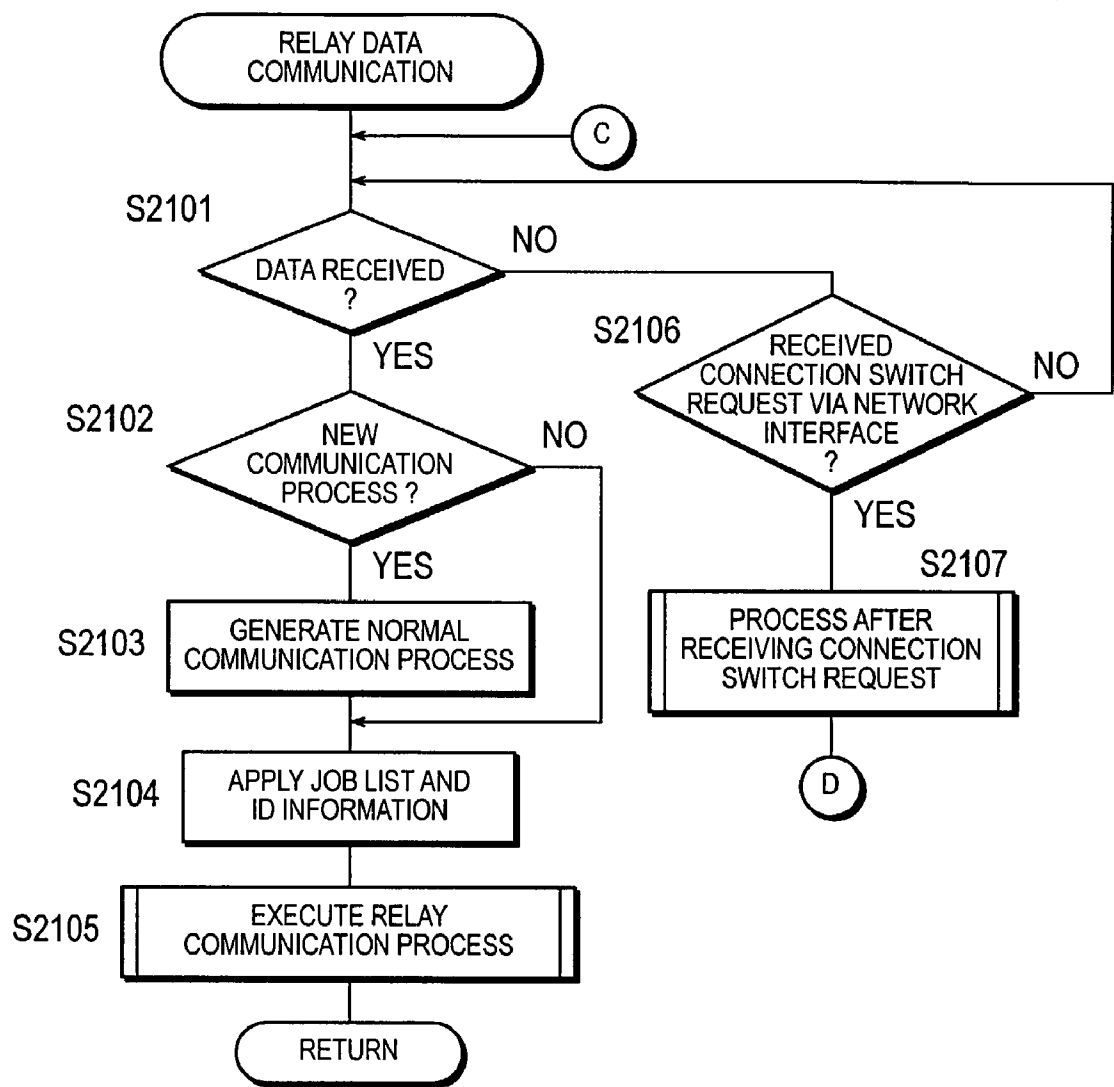 RELAY DATA
COMMUNICATION
C
S2101
DATA RECEIVED
?
NO
YES
S2106
RECEIVED
CONNECTION SWITCH
REQUEST VIA NETWORK
INTERFACE
?
NO
YES
S2102
NEW
COMMUNICATION
PROCESS ?
NO
YES
S2103
GENERATE NORMAL
COMMUNICATION PROCESS
S2107
PROCESS AFTER
RECEIVING CONNECTION
SWITCH REQUEST
D
S2104
APPLY JOB LIST AND
ID INFORMATION
S2105
EXECUTE RELAY
COMMUNICATION PROCESS
RETURN